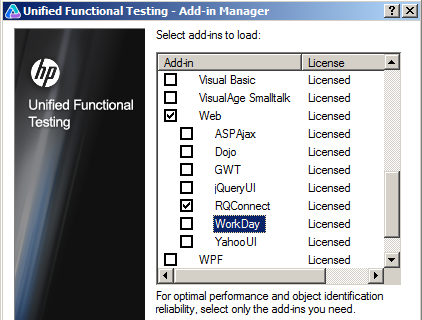 Unified Functional Testing - Add-in Manager
Select add-ins to load:
hp
Unified Functional
Testing
Add-in License
Visual Basic Licensed
VisualAge Smalltalk Licensed
Web Licensed
ASPAjax Licensed
Dojo Licensed
GWT Licensed
jQueryUI Licensed
RQConnect Licensed
WorkDay Licensed
YahooUI Licensed
WPF Licensed
For optimal performance and object identification
reliability, select only the add-ins you need.